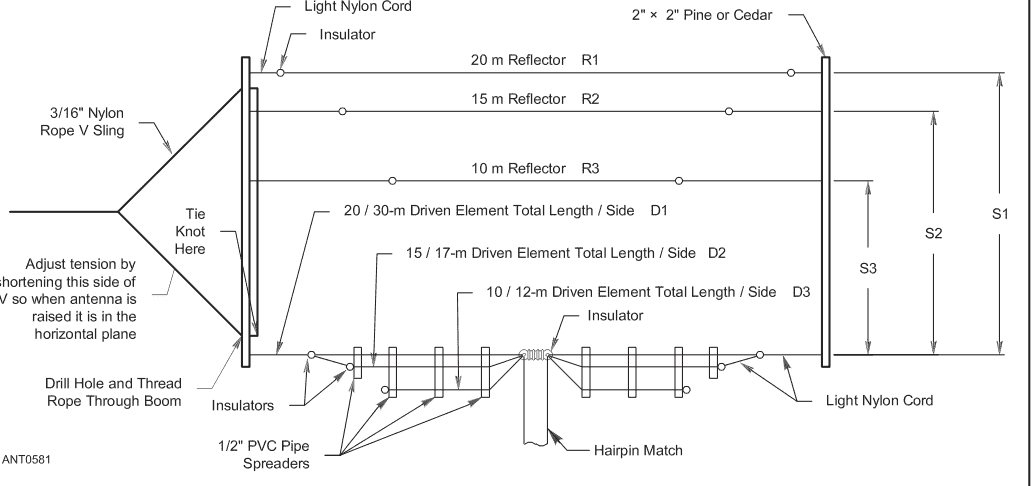 Light Nylon Cord
2" × 2" Pine or Cedar
Insulator
20 m Reflector R1
3/16" Nylon
Rope V Sling
15 m Reflector R2
10 m Reflector R3
Tie
Knot
Here
20 / 30-m Driven Element Total Length / Side D1
S1
S2
15 / 17-m Driven Element Total Length / Side D2
S3
Adjust tension by
shortening this side of
V so when antenna is
raised it is in the
horizontal plane
10 / 12-m Driven Element Total Length / Side D3
Insulator
Drill Hole and Thread
Rope Through Boom
Insulators
Light Nylon Cord
1/2" PVC Pipe
Spreaders
Hairpin Match
ANT0581